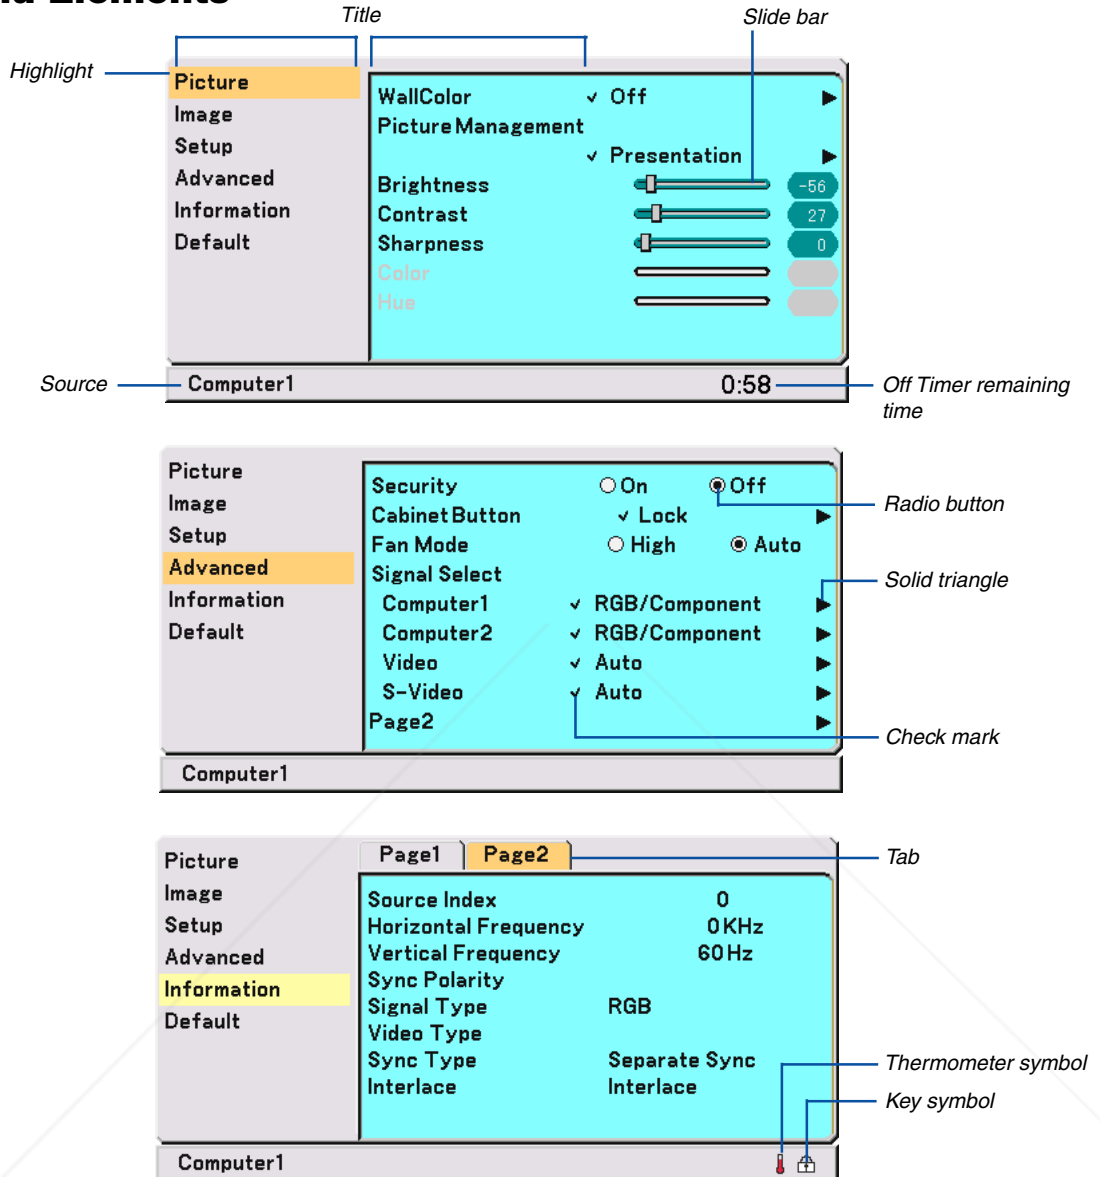 Elements
Title
Slide bar
Highlight
Picture
Image
Setup
Advanced
Information
Default
WallColor ✓ Off ▶
Picture Management
✓ Presentation ▶
Brightness -56
Contrast 27
Sharpness 0
Color
Hue
Source
Computer1 0:58
Off Timer remaining
time
Picture
Image
Setup
Advanced
Information
Default
Security On Off
Cabinet Button ✓ Lock ▶
Fan Mode High Auto
Signal Select
Computer1 ✓ RGB/Component ▶
Computer2 ✓ RGB/Component ▶
Video ✓ Auto ▶
S-Video ✓ Auto ▶
Page2 ▶
Radio button
Solid triangle
Check mark
Computer1
Picture
Image
Setup
Advanced
Information
Default
Page1 Page2
Tab
Source Index 0
Horizontal Frequency 0KHz
Vertical Frequency 60Hz
Sync Polarity
Signal Type RGB
Video Type
Sync Type Separate Sync
Interlace Interlace
Thermometer symbol
Key symbol
Computer1